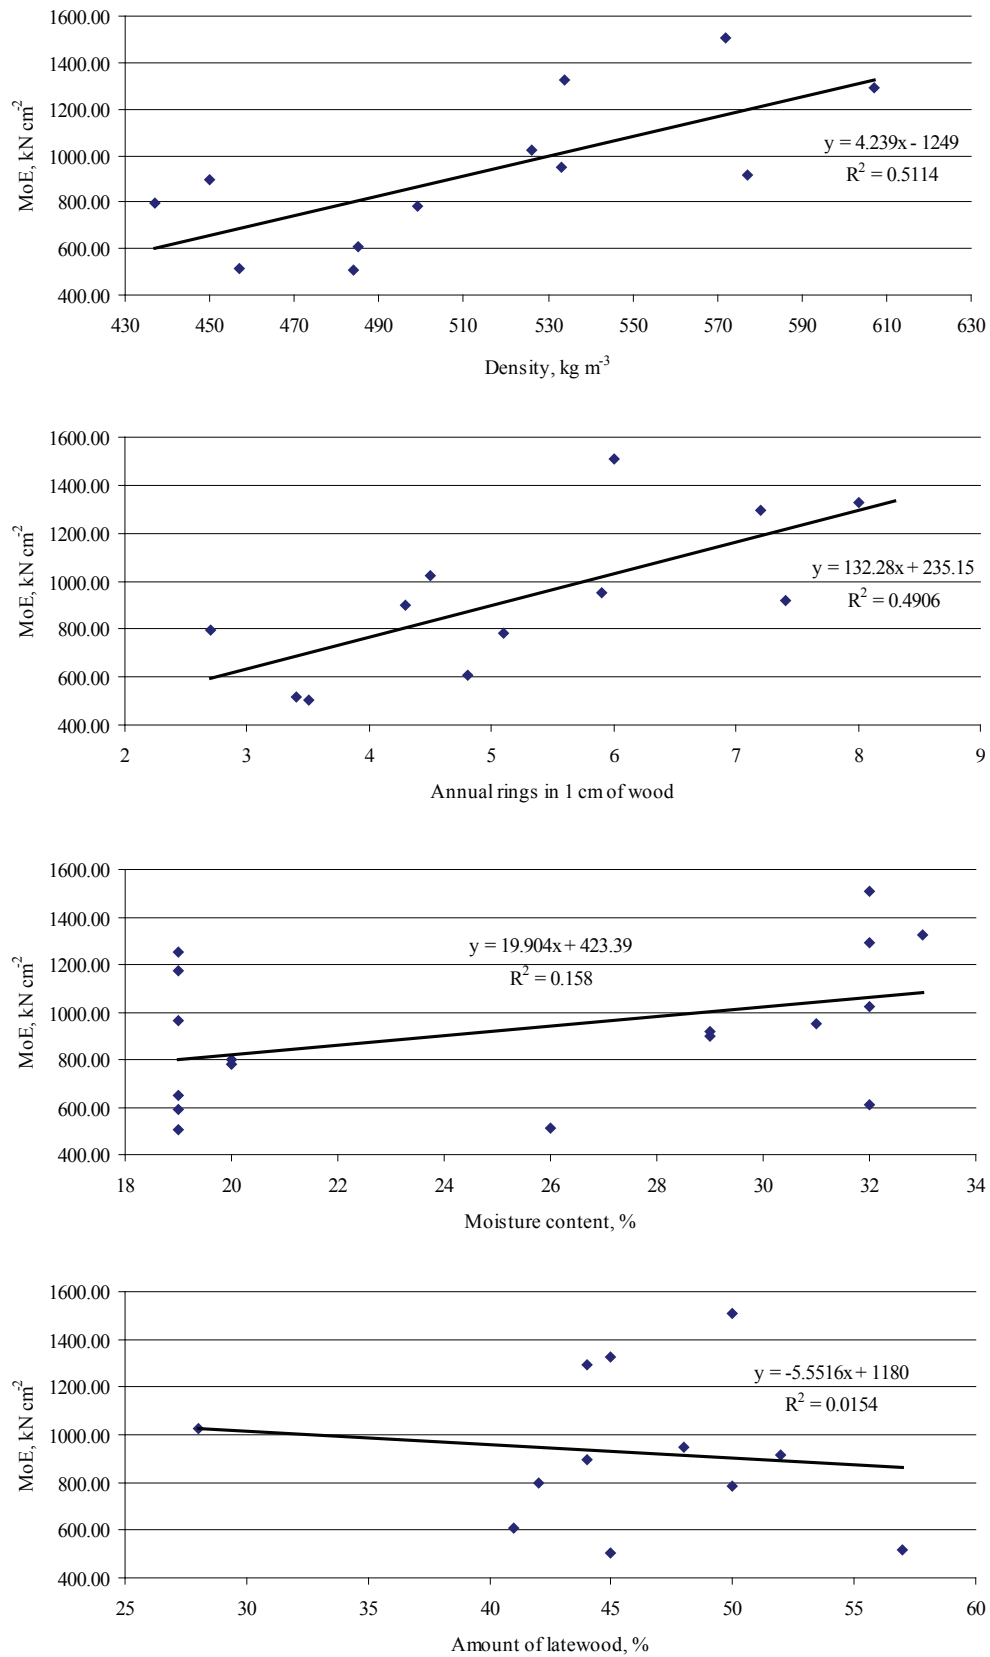 1600.00
1400.00
1200.00
1000.00
800.00
600.00
400.00
MoE, kN cm-2
y = 4.239x - 1249
R2 = 0.5114
430 450 470 490 510 530 550 570 590 610 630
Density, kg m-3
1600.00
1400.00
1200.00
1000.00
800.00
600.00
400.00
MoE, kN cm-2
y = 132.28x + 235.15
R2 = 0.4906
2 3 4 5 6 7 8 9
Annual rings in 1 cm of wood
1600.00
1400.00
1200.00
1000.00
800.00
600.00
400.00
MoE, kN cm-2
y = 19.904x + 423.39
R2 = 0.158
18 20 22 24 26 28 30 32 34
Moisture content, %
1600.00
1400.00
1200.00
1000.00
800.00
600.00
400.00
MoE, kN cm-2
y = -5.5516x + 1180
R2 = 0.0154
25 30 35 40 45 50 55 60
Amount of latewood, %